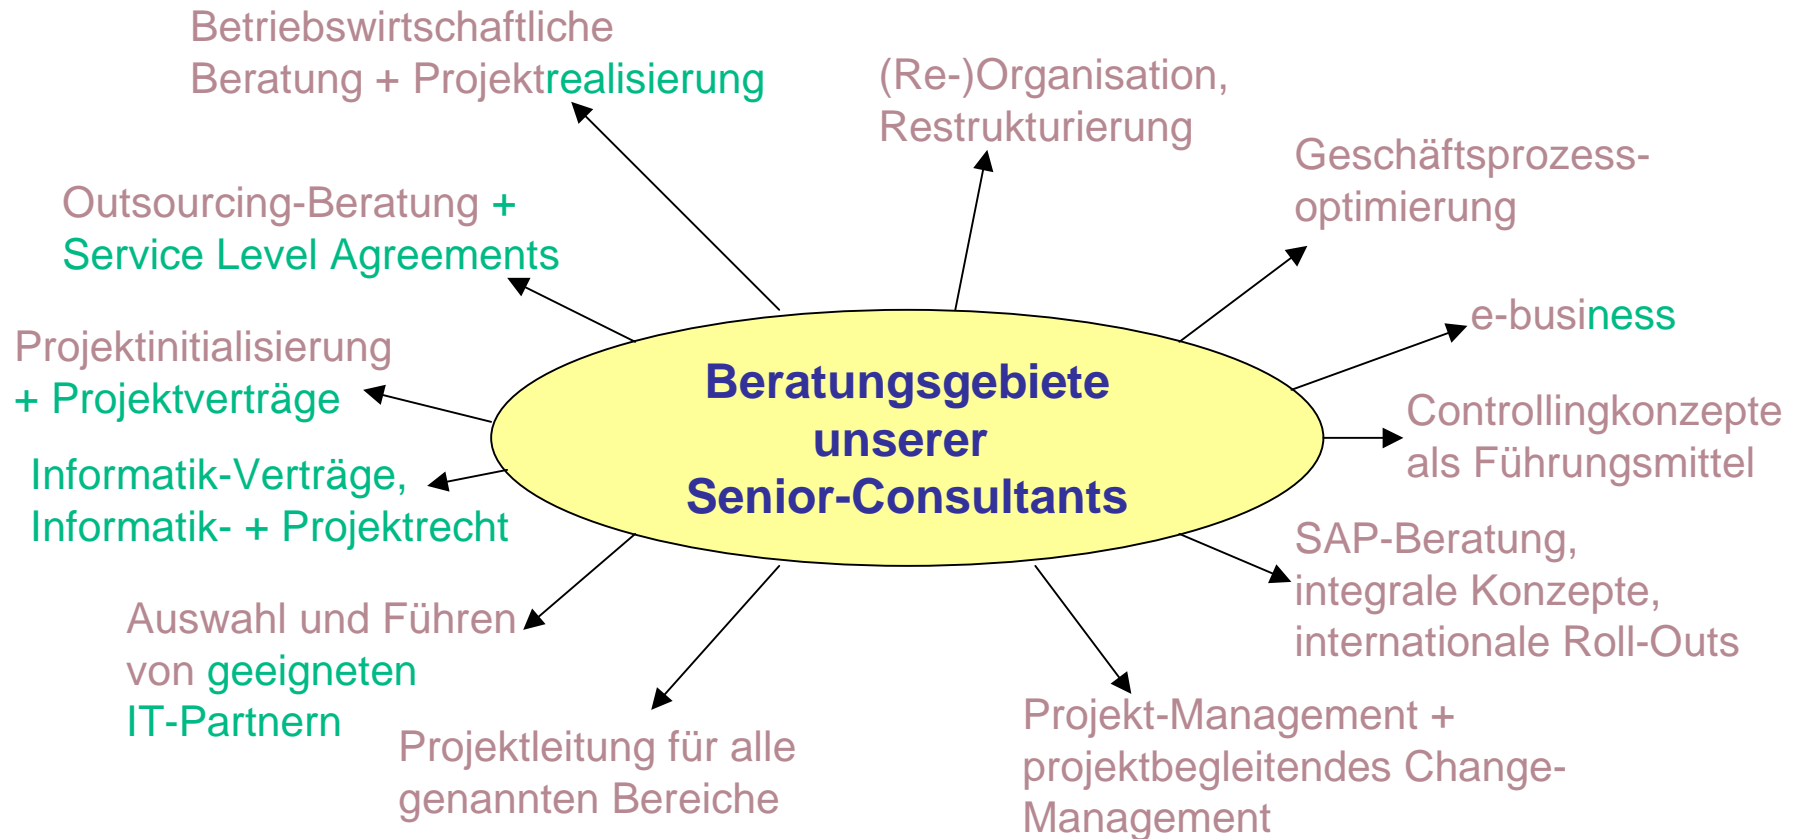 Betriebswirtschaftliche
Beratung + Projektrealisierung
(Re-)Organisation,
Restrukturierung
Geschäftsprozess-
optimierung
Outsourcing-Beratung +
Service Level Agreements
e-business
Projektinitialisierung
+ Projektverträge
Beratungsgebiete
unserer
Senior-Consultants
Controllingkonzepte
als Führungsmittel
Informatik-Verträge,
Informatik- + Projektrecht
SAP-Beratung,
integrale Konzepte,
internationale Roll-Outs
Auswahl und Führen
von geeigneten
IT-Partnern
Projektleitung für alle
genannten Bereiche
Projekt-Management +
projektbegleitendes Change-
Management